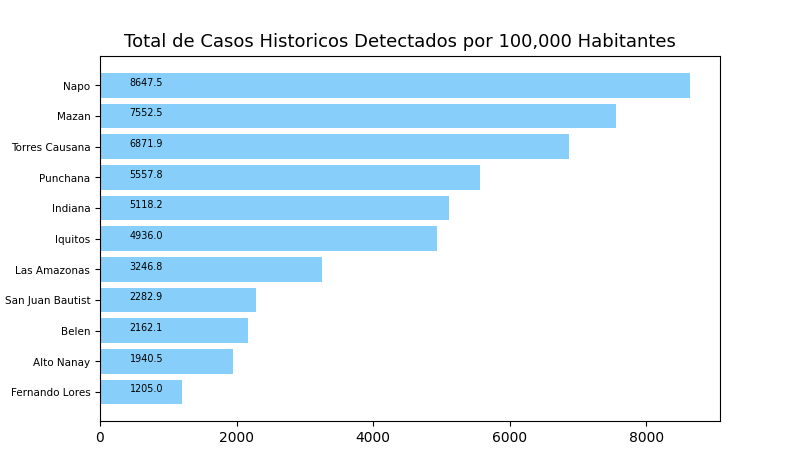 Total de Casos Historicos Detectados por 100,000 Habitantes
Napo 8647.5
Mazan 7552.5
Torres Causana 6871.9
Punchana 5557.8
Indiana 5118.2
Iquitos 4936.0
Las Amazonas 3246.8
San Juan Bautist 2282.9
Belen 2162.1
Alto Nanay 1940.5
Fernando Lores 1205.0
0 2000 4000 6000 8000